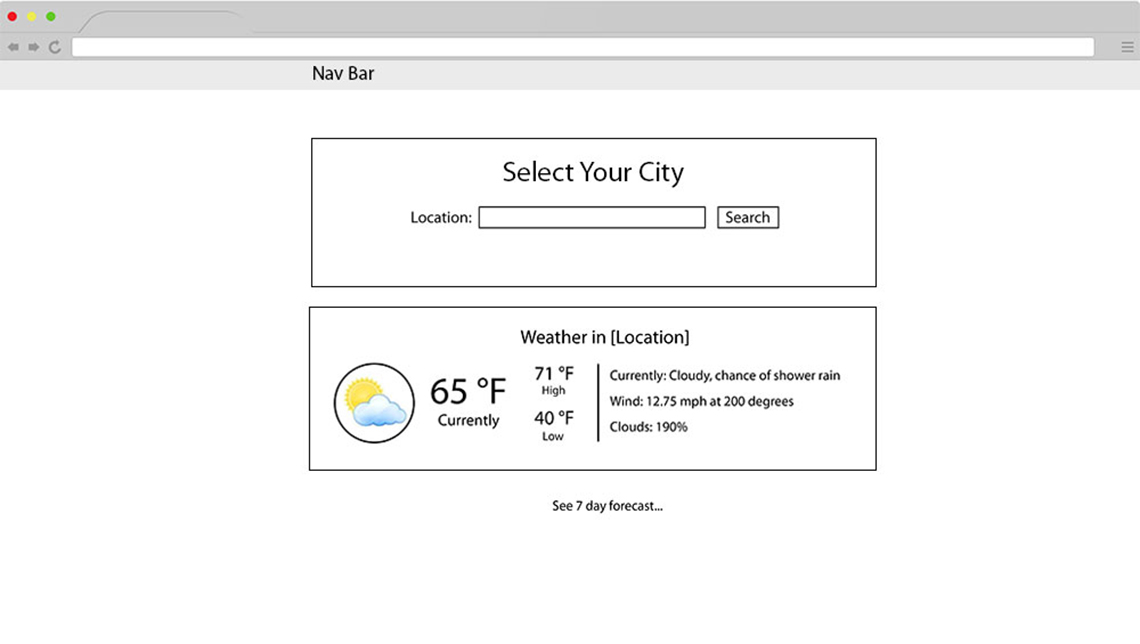 Nav Bar
Select Your City
Location:
Search
Weather in [Location]
65 °F
Currently
71 °F
High
40 °F
Low
Currently: Cloudy, chance of shower rain
Wind: 12.75 mph at 200 degrees
Clouds: 190%
See 7 day forecast...